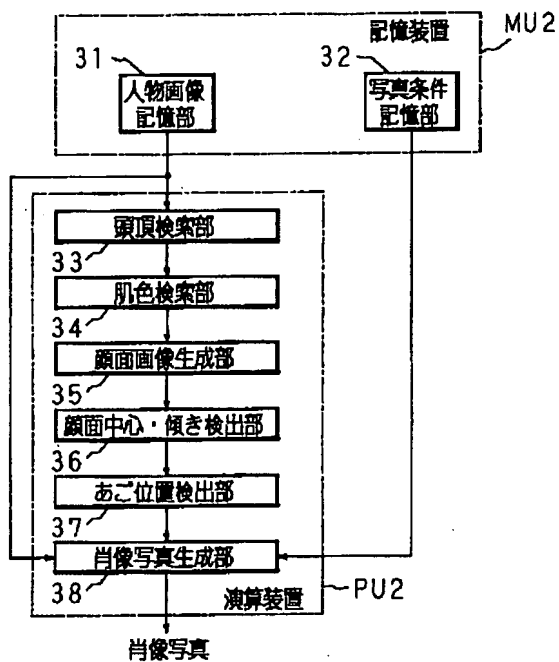 記憶装置
MU2
31
32
人物画像
記憶部
写真条件
記憶部
頭頂検索部
33
肌色検索部
34
顔面画像生成部
35
顔面中心・傾き検出部
36
あご位置検出部
37
肖像写真生成部
38
演算装置
PU2
肖像写真